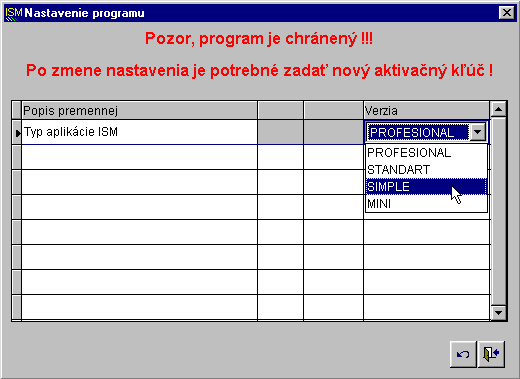 ISM Nastavenie programu
Pozor, program je chránený !!!
Po zmene nastavenia je potrebné zadať nový aktivačný kľúč !
Popis premennej Verzia
Typ aplikácie ISM PROFESIONAL
PROFESIONAL
STANDART
SIMPLE
MINI